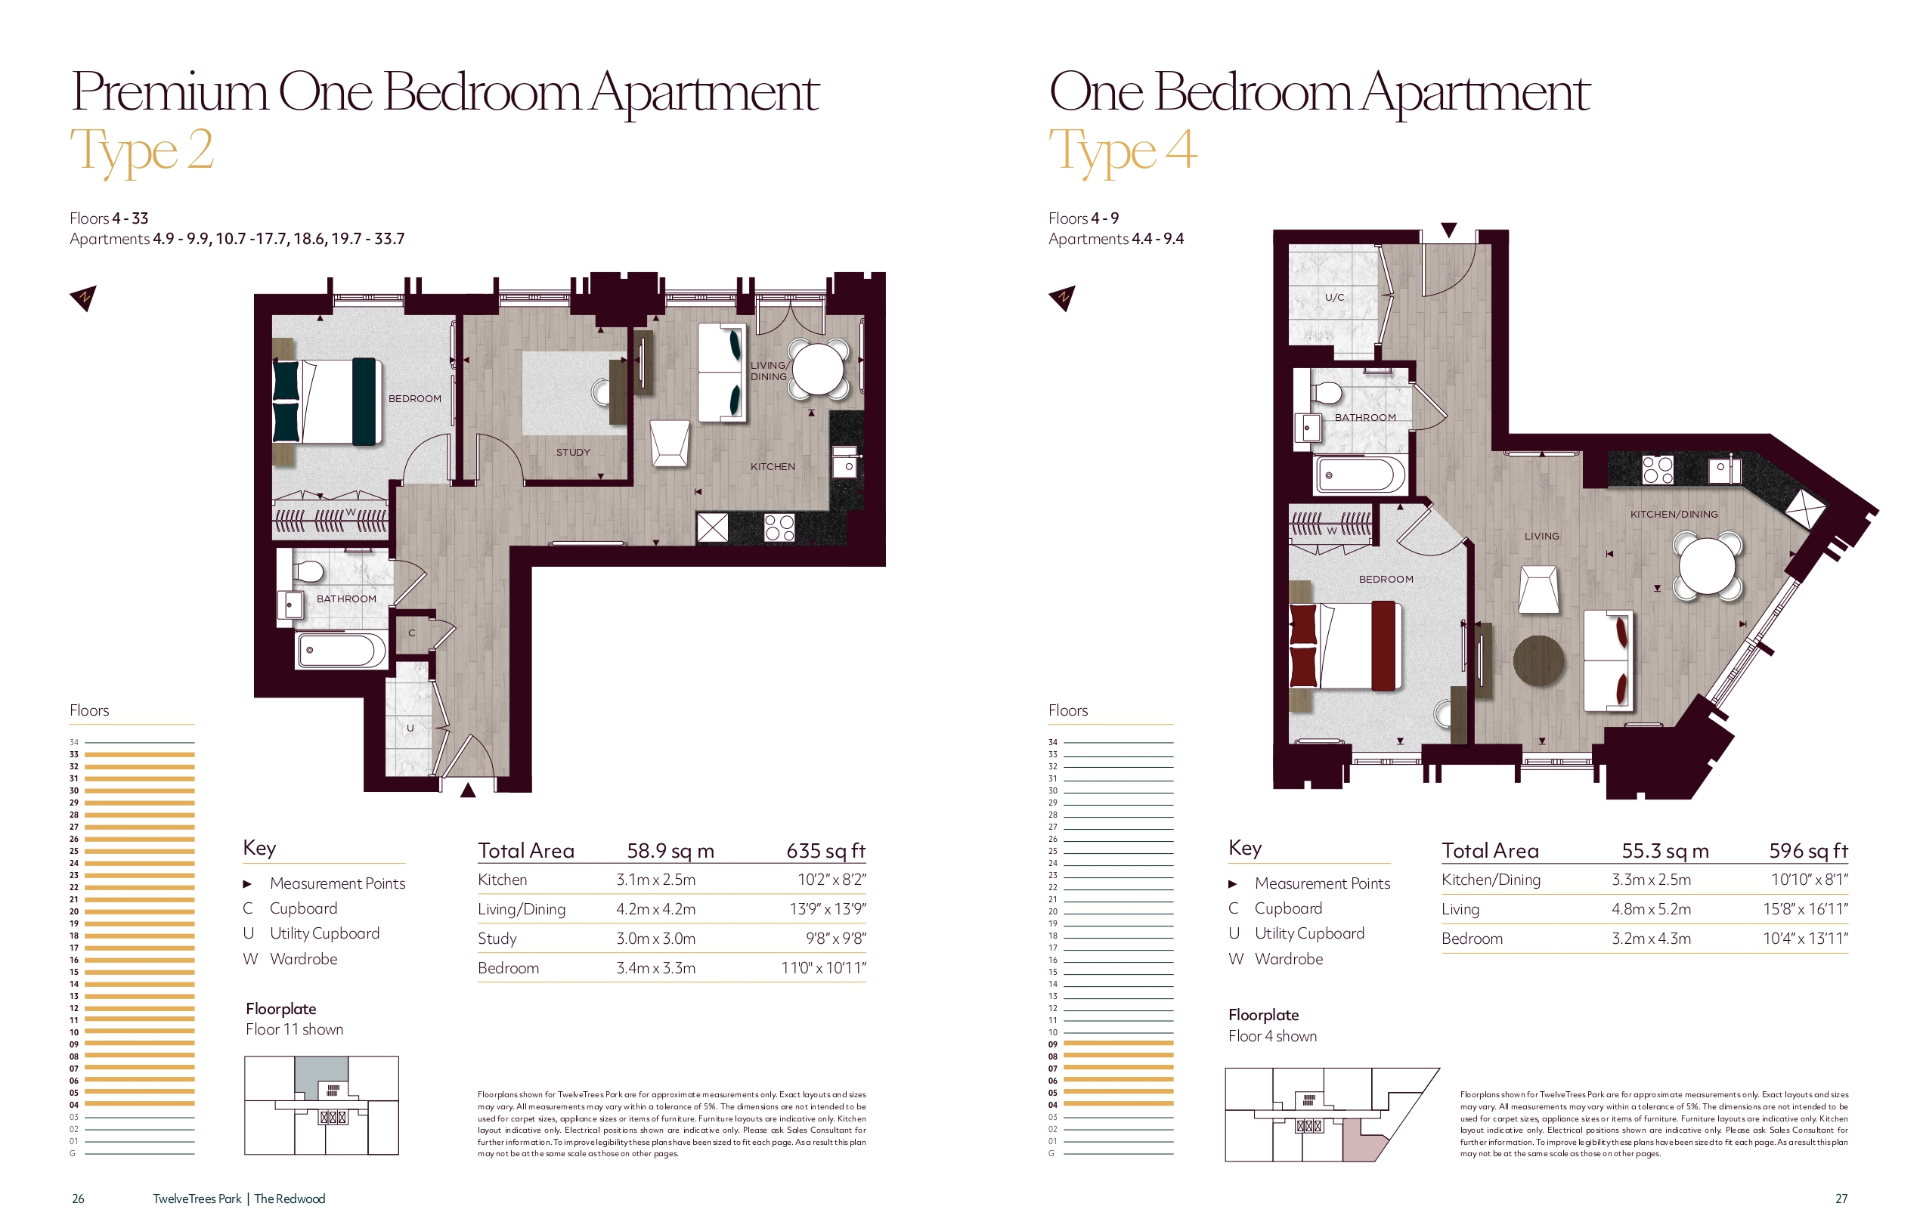 Premium One Bedroom Apartment
Type 2
Floors 4 - 33
Apartments 4.9 - 9.9, 10.7 -17.7, 18.6, 19.7 - 33.7
N
BEDROOM
STUDY
LIVING/
DINING
KITCHEN
W
BATHROOM
C
U
Floors
34
33
32
31
30
29
28
27
26
25
24
23
22
21
20
19
18
17
16
15
14
13
12
11
10
09
08
07
06
05
04
03
02
01
G
Key
Measurement Points
C Cupboard
U Utility Cupboard
W Wardrobe
Floorplate
Floor 11 shown
Total Area 58.9 sq m 635 sq ft
Kitchen 3.1m x 2.5m 10'2" x 8'2"
Living/Dining 4.2m x 4.2m 13'9" x 13'9"
Study 3.0m x 3.0m 9'8" x 9'8"
Bedroom 3.4m x 3.3m 11'0" x 10'11"
Floorplans shown for TwelveTrees Park are for approximate measurements only. Exact layouts and sizes
may vary. All measurements may vary within a tolerance of 5%. The dimensions are not intended to be
used for carpet sizes, appliance sizes or items of furniture. Furniture layouts are indicative only. Kitchen
layout indicative only. Electrical positions shown are indicative only. Please ask Sales Consultant for
further information. To improve legibility these plans have been sized to fit each page. As a result this plan
may not be at the same scale as those on other pages.
26 TwelveTrees Park | The Redwood
One Bedroom Apartment
Type 4
Floors 4 - 9
Apartments 4.4 - 9.4
N
U/C
BATHROOM
W
BEDROOM
LIVING
KITCHEN/DINING
Floors
34
33
32
31
30
29
28
27
26
25
24
23
22
21
20
19
18
17
16
15
14
13
12
11
10
09
08
07
06
05
04
03
02
01
G
Key
Measurement Points
C Cupboard
U Utility Cupboard
W Wardrobe
Floorplate
Floor 4 shown
Total Area 55.3 sq m 596 sq ft
Kitchen/Dining 3.3m x 2.5m 10'10" x 8'1"
Living 4.8m x 5.2m 15'8" x 16'11"
Bedroom 3.2m x 4.3m 10'4" x 13'11"
Floorplans shown for TwelveTrees Park are for approximate measurements only. Exact layouts and sizes
may vary. All measurements may vary within a tolerance of 5%. The dimensions are not intended to be
used for carpet sizes, appliance sizes or items of furniture. Furniture layouts are indicative only. Kitchen
layout indicative only. Electrical positions shown are indicative only. Please ask Sales Consultant for
further information. To improve legibility these plans have been sized to fit each page. As a result this plan
may not be at the same scale as those on other pages.
27